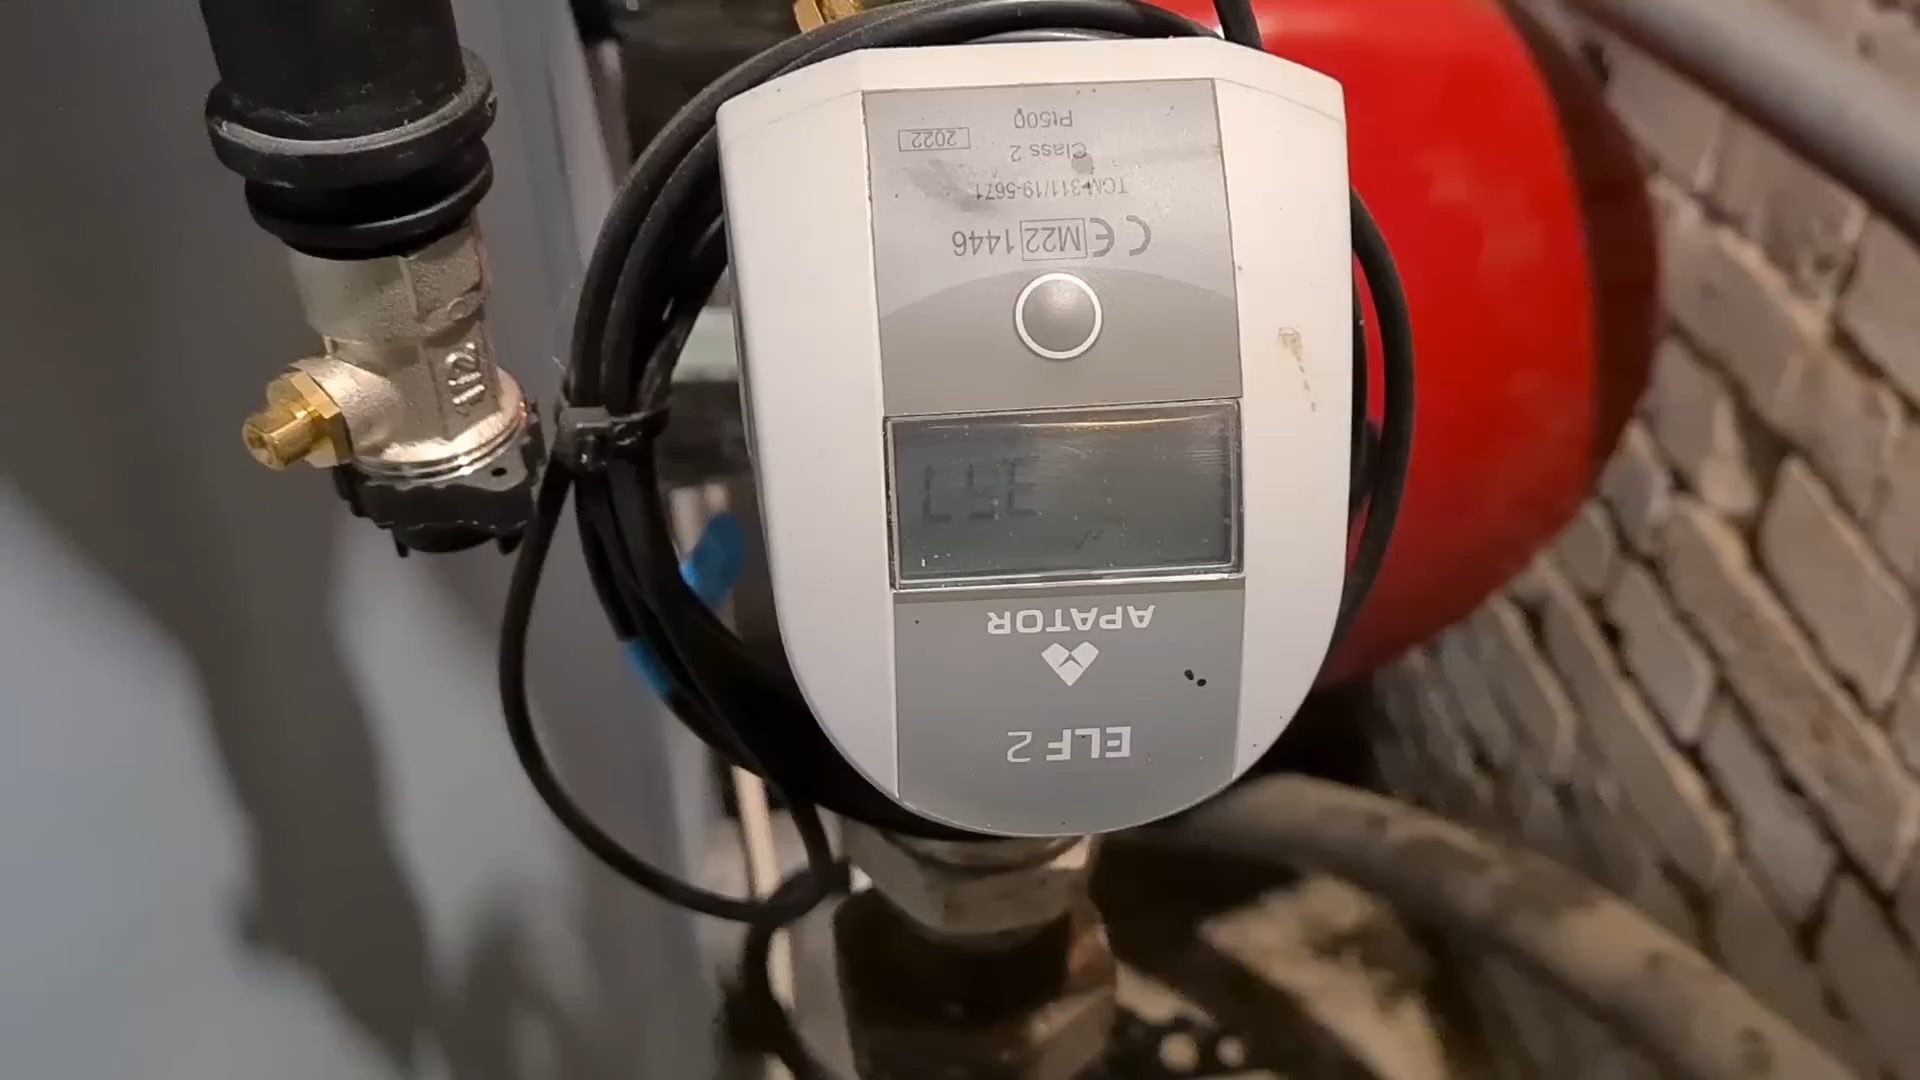 ELF 2
APATOR
CE M22 1446
TCM 311/19-5671
Class 2
2022
Pt500